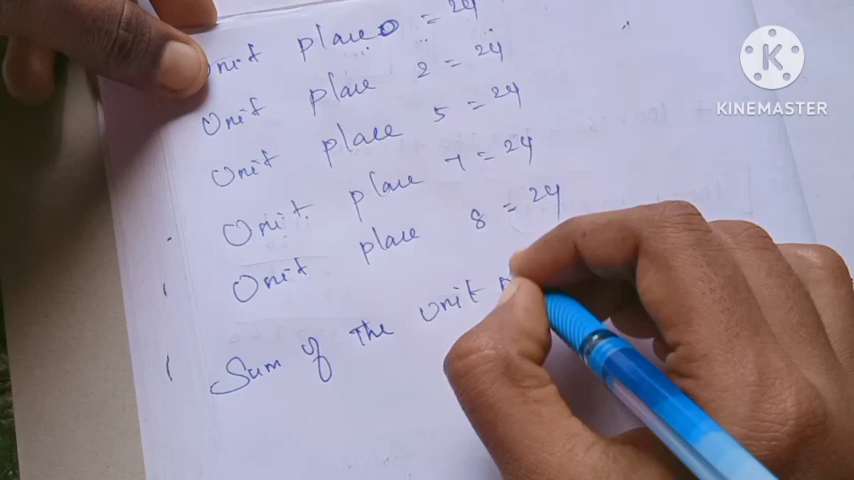 Unit place 0 = 24
Unit place 2 = 24
Unit place 5 = 24
Unit place 7 = 24
Unit place 8 = 24
Sum of the unit p
K
KINEMASTER